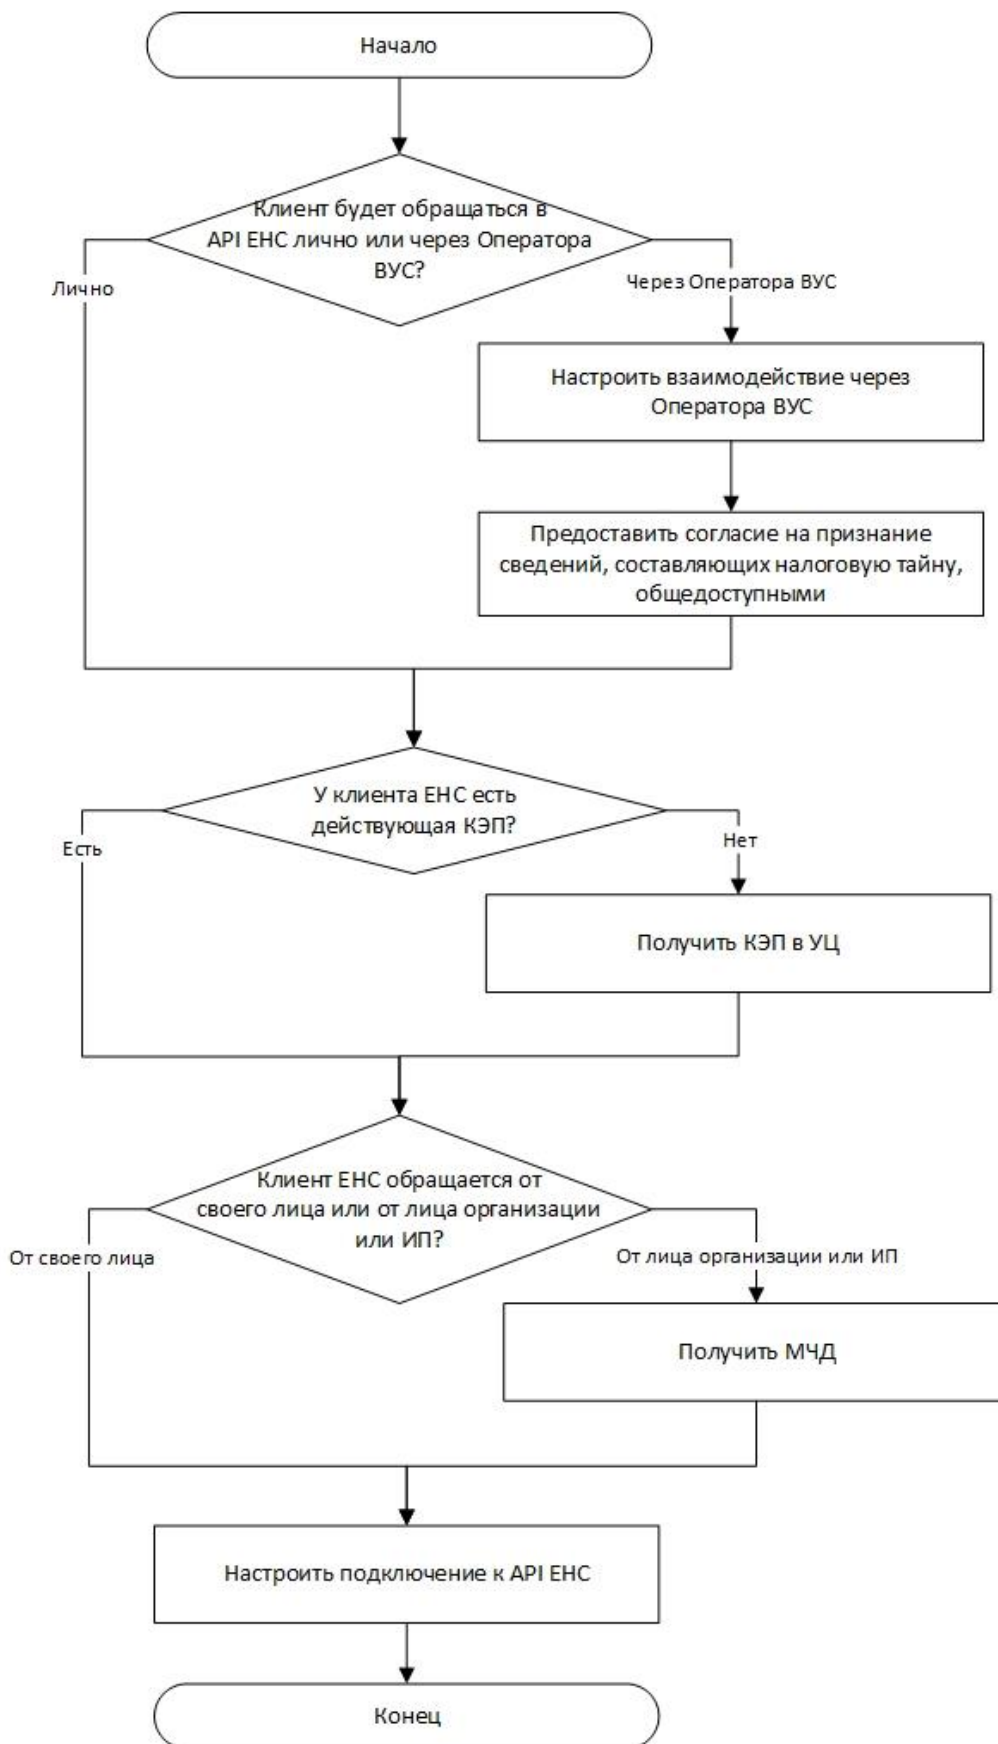 Начало
Клиент будет обращаться в
API ЕНС лично или через Оператора
ВУС?
Лично
Через Оператора ВУС
Настроить взаимодействие через
Оператора ВУС
Предоставить согласие на признание
сведений, составляющих налоговую тайну,
общедоступными
У клиента ЕНС есть
действующая КЭП?
Есть
Нет
Получить КЭП в УЦ
Клиент ЕНС обращается от
своего лица или от лица организации
или ИП?
От своего лица
От лица организации или ИП
Получить МЧД
Настроить подключение к API ЕНС
Конец